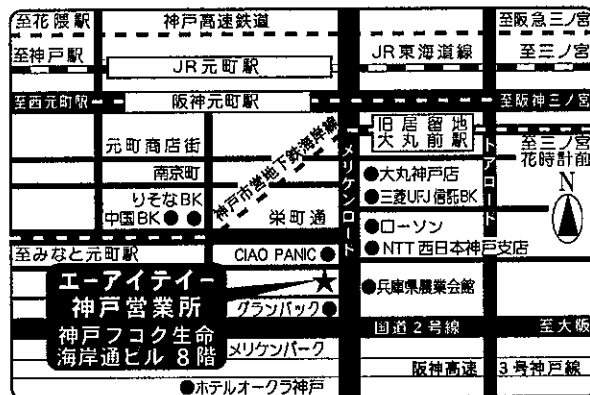 至花隈駅
神戸高速鉄道
至阪急三ノ宮
至神戸駅
JR東海道線
至三ノ宮
JR元町駅
至西元町駅
阪神元町駅
至阪神三ノ宮
元町商店街
神戸市営地下鉄海岸線
メリケンロード
旧居留地
大丸前駅
トアロード
至三ノ宮
花時計前
南京町
大丸神戸店
三菱UFJ信託BK
N
りそなBK
中国BK
栄町通
ローソン
NTT西日本神戸支店
至みなと元町駅
CIAO PANIC
エーアイテイー
神戸営業所
神戸フコク生命
海岸通ビル 8階
兵庫県農業会館
グランバック
国道2号線
至大阪
メリケンパーク
阪神高速 3号神戸線
ホテルオークラ神戸